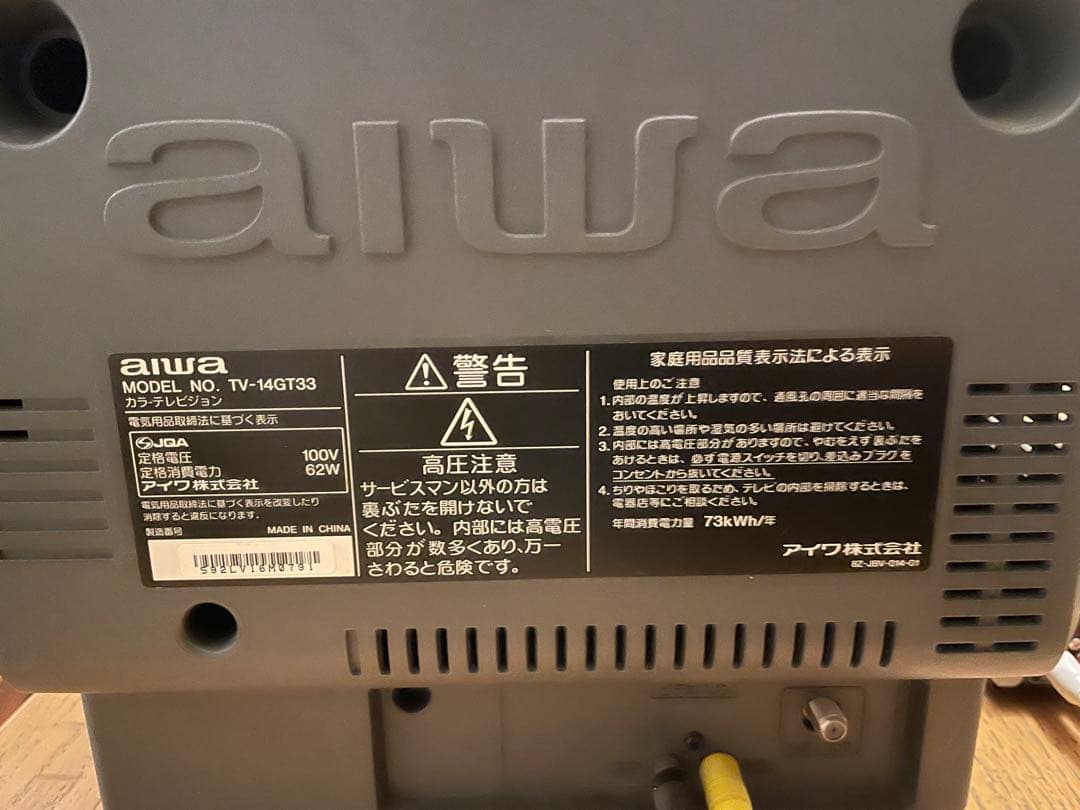 aiwa
aiwa
MODEL NO. TV-14GT33
カラ-テレビジョン
電気用品取締法に基づく表示
JQA
定格電圧 100V
定格消費電力 62W
アイワ株式会社
電気用品取締法に基づく表示を改変したり
消除すると違反になります.
製造番号 MADE IN CHINA
S92LV16M0781
警告
高圧注意
サービスマン以外の方は
裏ぶたを開けないで
ください。内部には高電圧
部分が数多くあり、万一
さわると危険です。
家庭用品品質表示法による表示
使用上のご注意
1. 内部の温度が上昇しますので、通風孔の周囲に適当な間隔を
おいてください。
2. 温度の高い場所や湿気の多い場所は避けてください。
3. 内部には高電圧部分がありますので、やむをえず裏ぶたを
あけるときは、必ず電源スイッチを切り、差込みプラグを
コンセントから抜いてください。
4. ちりやほこりを取るため、テレビの内部を掃除するときは、
電器店等にご相談ください。
年間消費電力量 73kWh/年
アイワ株式会社
8Z-JBV-014-01